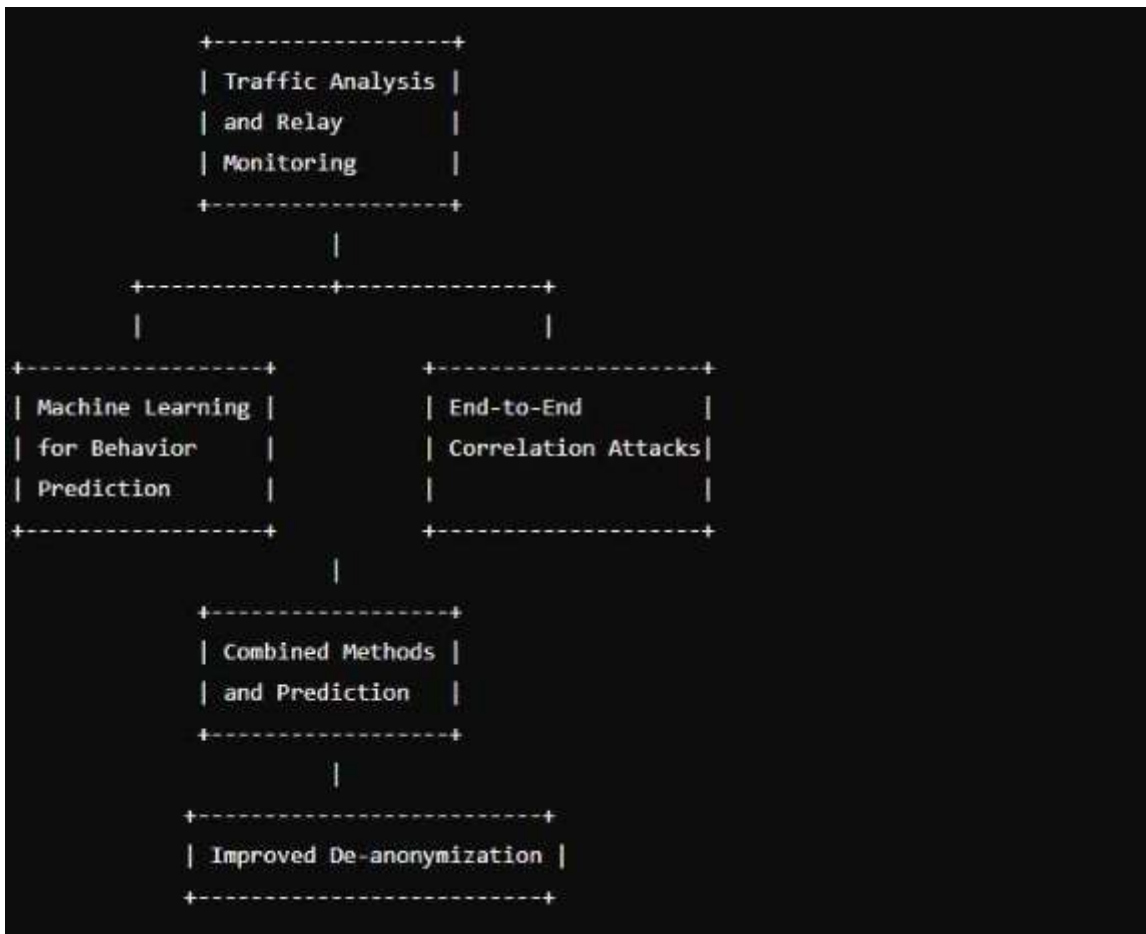 Traffic Analysis
and Relay
Monitoring
Machine Learning
for Behavior
Prediction
End-to-End
Correlation Attacks
Combined Methods
and Prediction
Improved De-anonymization